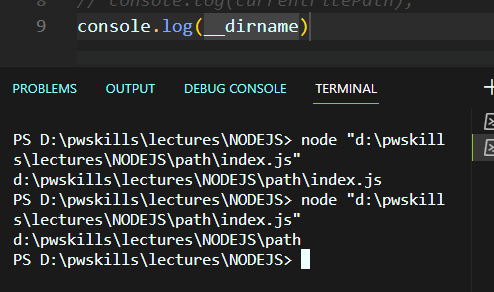 8 // console.log(currentFilePath);
9 console.log(__dirname)
PROBLEMS OUTPUT DEBUG CONSOLE TERMINAL
PS D:\pwskills\lectures\NODEJS> node "d:\pwskill
s\lectures\NODEJS\path\index.js"
d:\pwskills\lectures\NODEJS\path\index.js
PS D:\pwskills\lectures\NODEJS> node "d:\pwskill
s\lectures\NODEJS\path\index.js"
d:\pwskills\lectures\NODEJS\path
PS D:\pwskills\lectures\NODEJS>